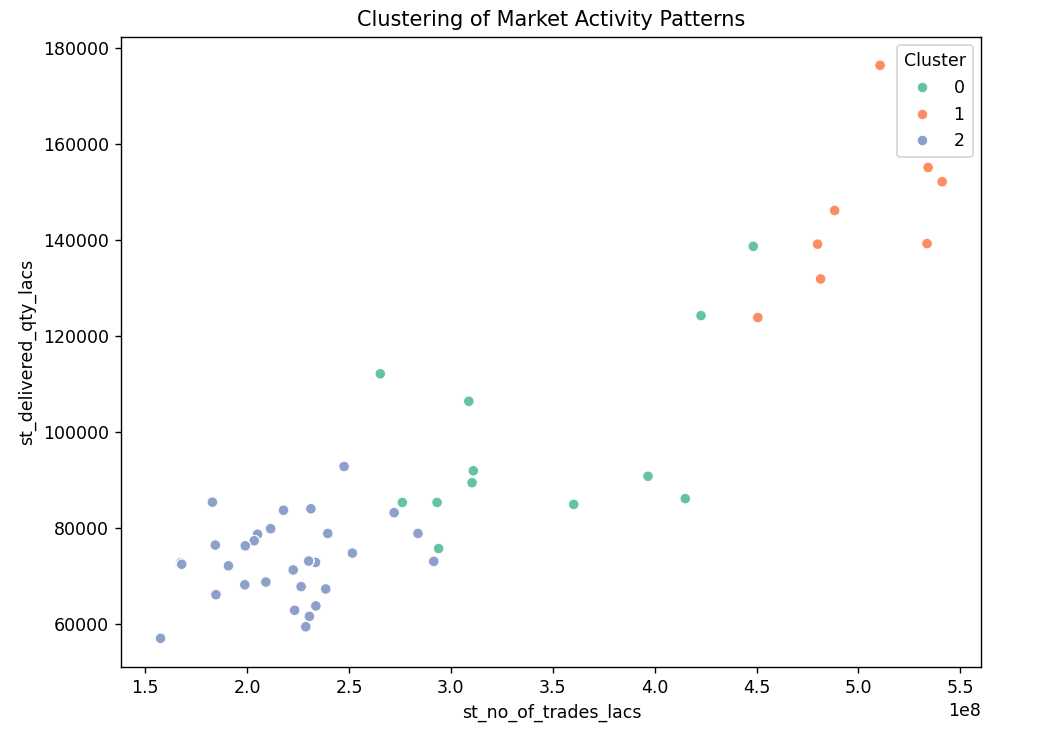 Clustering of Market Activity Patterns
180000
160000
140000
120000
100000
80000
60000
st_delivered_qty_lacs
Cluster
0
1
2
1.5 2.0 2.5 3.0 3.5 4.0 4.5 5.0 5.5
1e8
st_no_of_trades_lacs